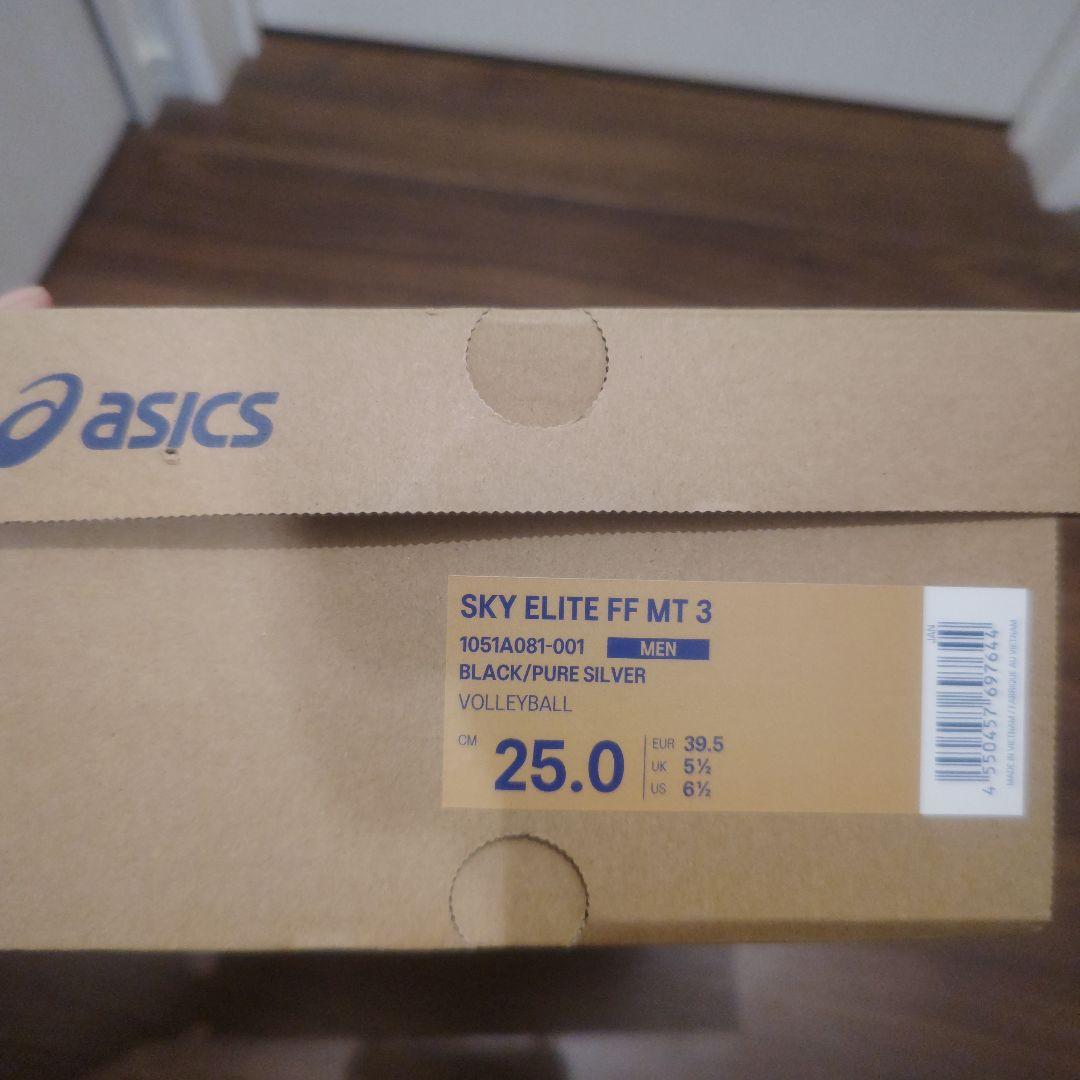 asics
SKY ELITE FF MT 3
1051A081-001 MEN
BLACK/PURE SILVER
VOLLEYBALL
CM 25.0
EUR 39.5
UK 5½
US 6½
JAN
4 550457 697644
MADE IN VIETNAM / FABRIQUÉ AU VIETNAM